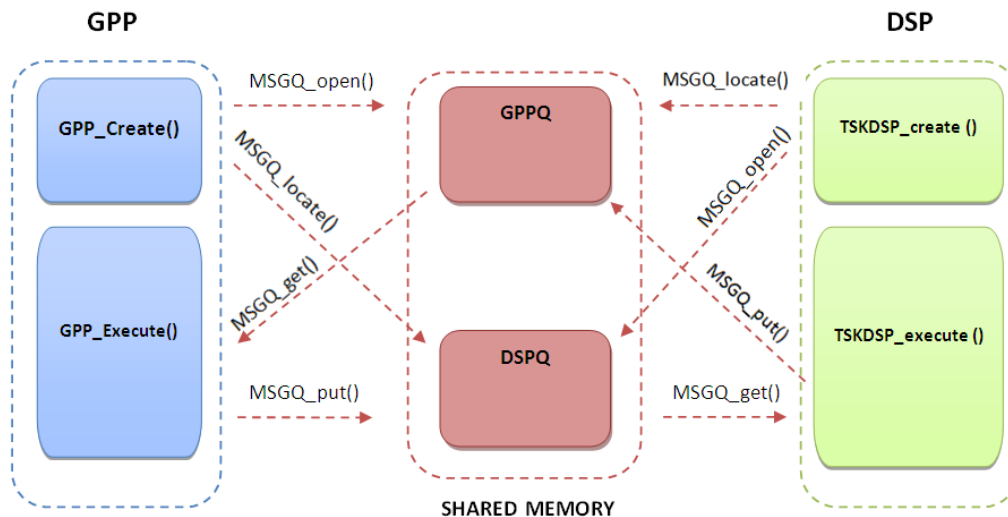 GPP
DSP
MSGQ_open()
MSGQ_locate()
GPP_Create()
GPPQ
TSKDSP_create ()
MSGQ_locate()
MSGQ_open()
MSGQ_get()
MSGQ_put()
GPP_Execute()
TSKDSP_execute ()
DSPQ
MSGQ_put()
MSGQ_get()
SHARED MEMORY